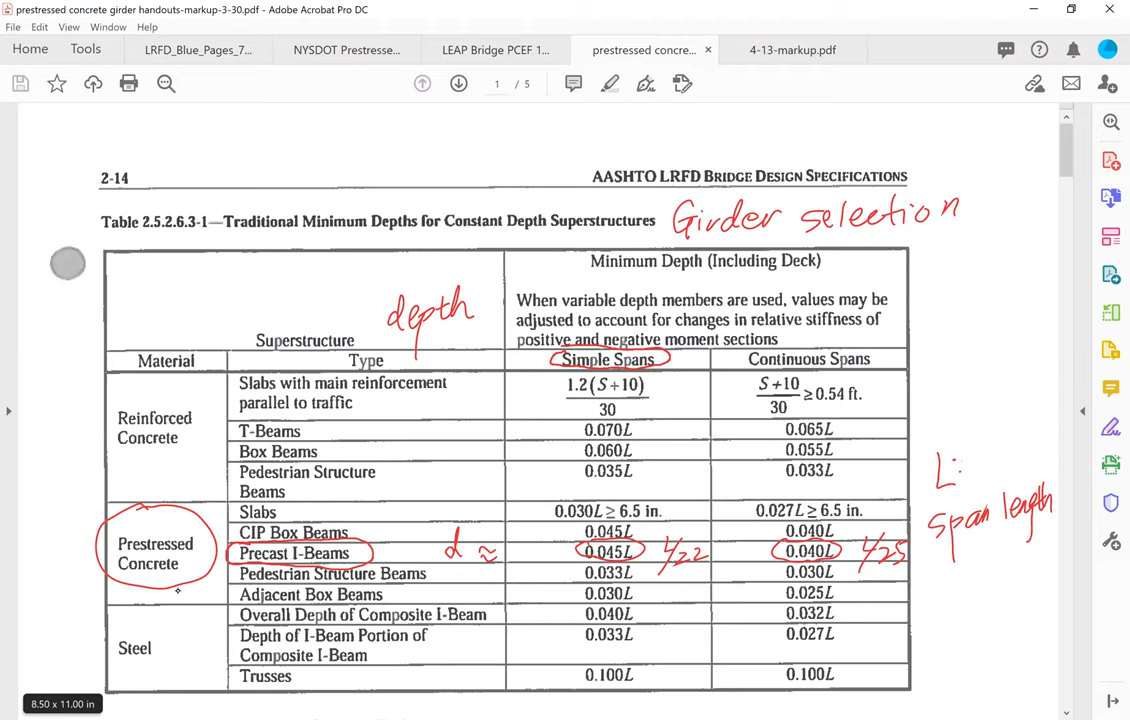 prestressed concrete girder handouts-markup-3-30.pdf - Adobe Acrobat Pro DC
File Edit View Window Help
Home Tools LRFD_Blue_Pages_7... NYSDOT Prestresse... LEAP Bridge PCEF 1... prestressed concre... × 4-13-markup.pdf
1 / 5
2-14 AASHTO LRFD BRIDGE DESIGN SPECIFICATIONS
Table 2.5.2.6.3-1—Traditional Minimum Depths for Constant Depth Superstructures Girder selection
Minimum Depth (Including Deck)
When variable depth members are used, values may be
adjusted to account for changes in relative stiffness of
positive and negative moment sections
depth
Superstructure
Material Type Simple Spans Continuous Spans
Reinforced Concrete
Slabs with main reinforcement parallel to traffic 1.2(S+10)/30 S+10/30 ≥ 0.54 ft.
T-Beams 0.070L 0.065L
Box Beams 0.060L 0.055L
Pedestrian Structure Beams 0.035L 0.033L
L: span length
Prestressed Concrete
Slabs 0.030L ≥ 6.5 in. 0.027L ≥ 6.5 in.
CIP Box Beams 0.045L 0.040L
Precast I-Beams d ≈ 0.045L L/22 0.040L L/25
Pedestrian Structure Beams 0.033L 0.030L
Adjacent Box Beams 0.030L 0.025L
Steel
Overall Depth of Composite I-Beam 0.040L 0.032L
Depth of I-Beam Portion of Composite I-Beam 0.033L 0.027L
Trusses 0.100L 0.100L
8.50 x 11.00 in